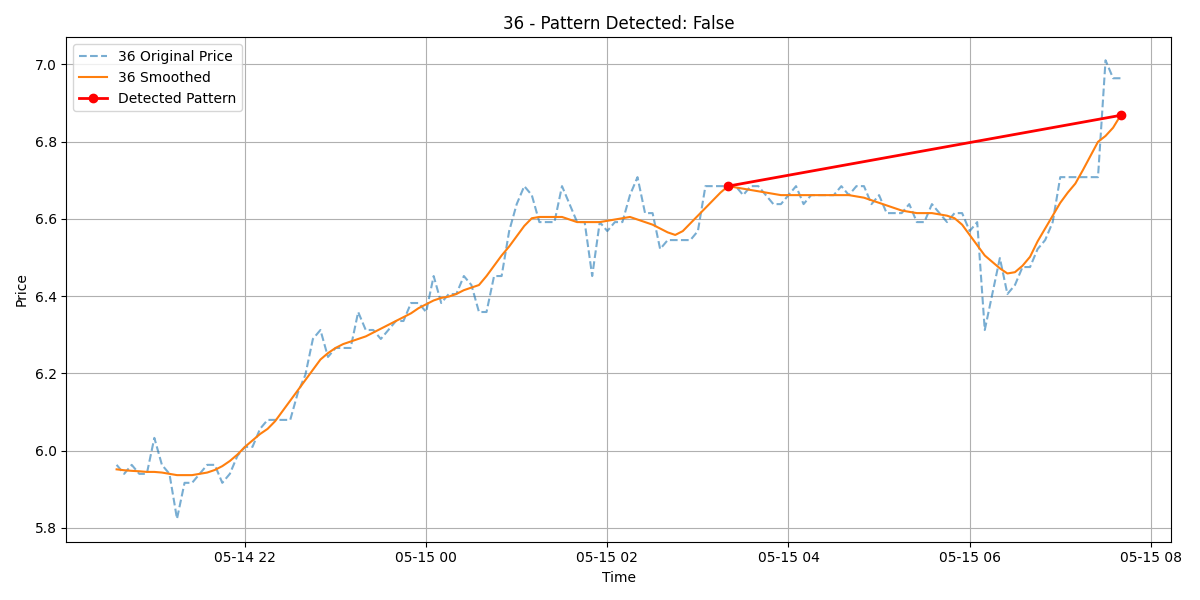 36 - Pattern Detected: False
36 Original Price
36 Smoothed
Detected Pattern
Price
7.0
6.8
6.6
6.4
6.2
6.0
5.8
05-14 22
05-15 00
05-15 02
05-15 04
05-15 06
05-15 08
Time